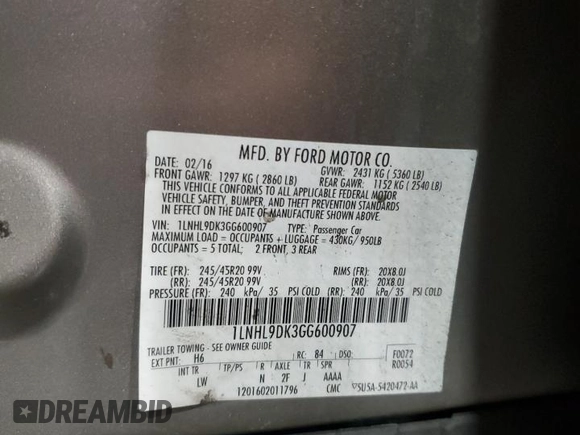 MFD. BY FORD MOTOR CO.
DATE: 02/16 GVWR: 2431 KG ( 5360 LB)
FRONT GAWR: 1297 KG ( 2860 LB) REAR GAWR: 1152 KG ( 2540 LB)
THIS VEHICLE CONFORMS TO ALL APPLICABLE FEDERAL MOTOR
VEHICLE SAFETY, BUMPER, AND THEFT PREVENTION STANDARDS
IN EFFECT ON THE DATE OF MANUFACTURE SHOWN ABOVE.
VIN: 1LNHL9DK3GG600907 TYPE: Passenger Car
MAXIMUM LOAD = OCCUPANTS + LUGGAGE = 430KG/ 950LB
OCCUPANTS = 5 TOTAL; 2 FRONT, 3 REAR
TIRE (FR): 245/45R20 99V RIMS (FR): 20X8.0J
(RR): 245/45R20 99V (RR): 20X8.0J
PRESSURE (FR): 240 kPa/ 35 PSI COLD (RR): 240 kPa/ 35 PSI COLD
1LNHL9DK3GG600907
TRAILER TOWING - SEE OWNER GUIDE
EXT PNT: H6 RC: 84 DSO: F0072
R0054
INT TR TP/PS R AXLE TR SPR
LW N 2F J AAAA
1201602011796 CMC 5U5A-5420472-AA
DREAMBID DREAMBID